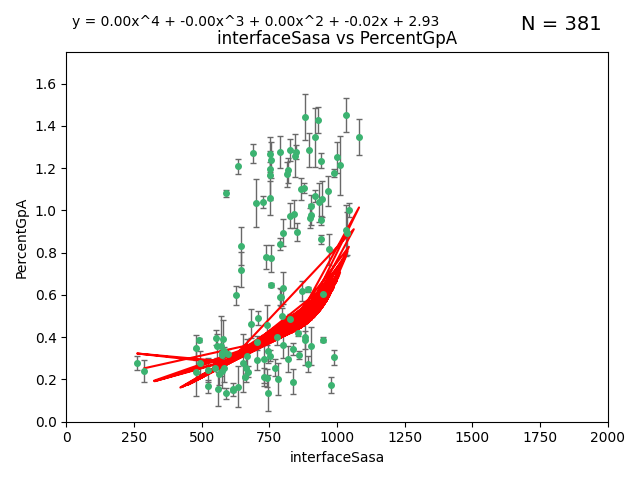 y = 0.00x^4 + -0.00x^3 + 0.00x^2 + -0.02x + 2.93
N = 381
interfaceSasa vs PercentGpA
PercentGpA
1.6
1.4
1.2
1.0
0.8
0.6
0.4
0.2
0.0
0 250 500 750 1000 1250 1500 1750 2000
interfaceSasa